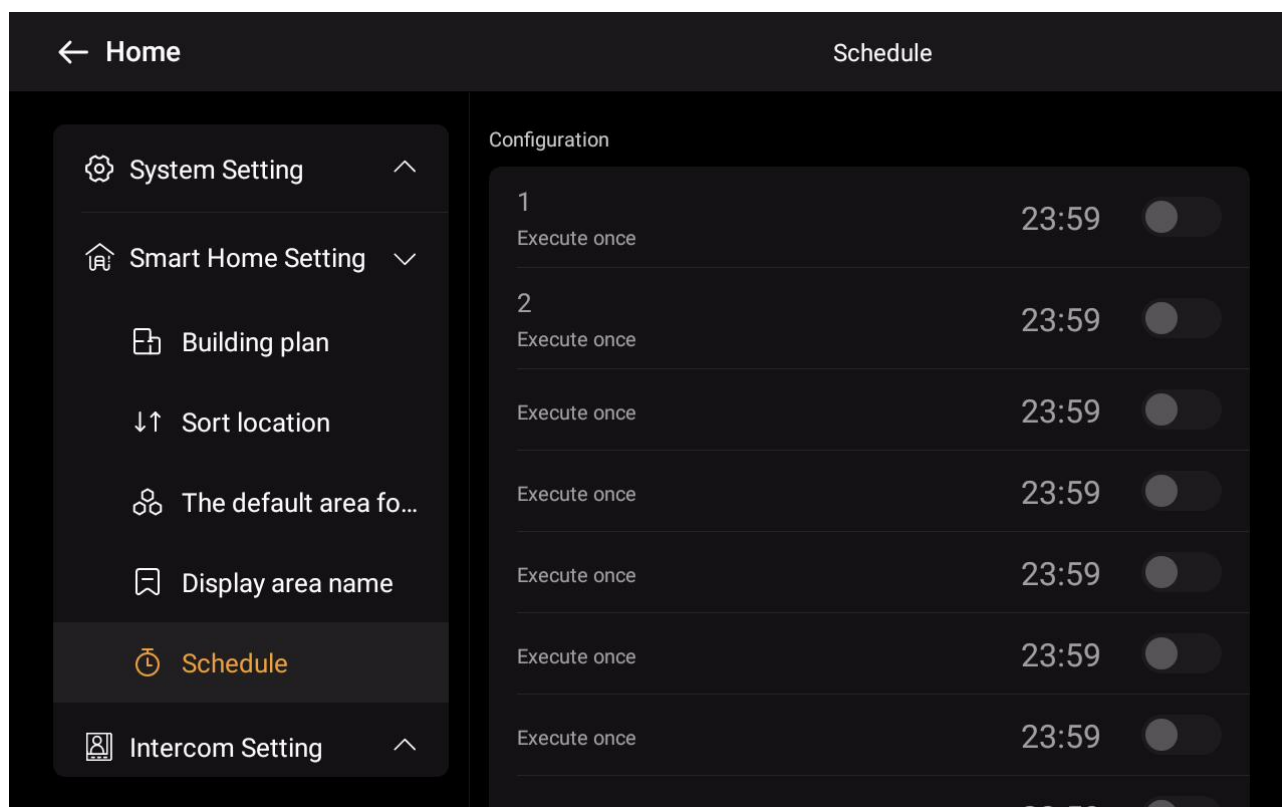 Home
Schedule
System Setting
Smart Home Setting
Building plan
Sort location
The default area fo...
Display area name
Schedule
Intercom Setting
Configuration
1
Execute once
23:59
2
Execute once
23:59
Execute once
23:59
Execute once
23:59
Execute once
23:59
Execute once
23:59
Execute once
23:59